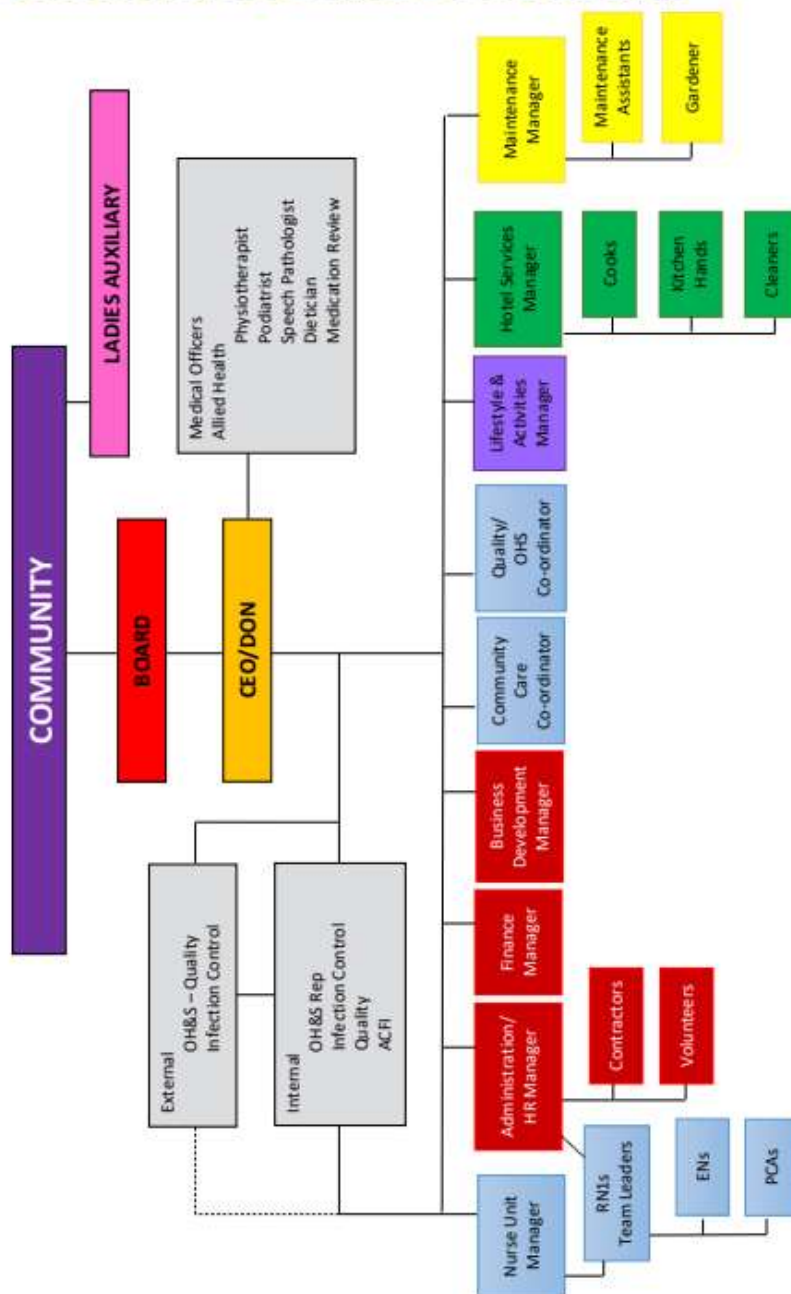 COMMUNITY
LADIES AUXILIARY
BOARD
CEO/DON
Medical Officers
Allied Health
Physiotherapist
Podiatrist
Speech Pathologist
Dietician
Medication Review
External
OH&S – Quality
Infection Control
Internal
OH&S Rep
Infection Control
Quality
ACFI
Nurse Unit
Manager
Administration/
HR Manager
Finance
Manager
Business
Development
Manager
Community
Care
Co-ordinator
Quality/
OHS
Co-ordinator
Lifestyle &
Activities
Manager
Hotel Services
Manager
Maintenance
Manager
RN1s
Team Leaders
ENs
PCAs
Contractors
Volunteers
Cooks
Kitchen
Hands
Cleaners
Maintenance
Assistants
Gardener